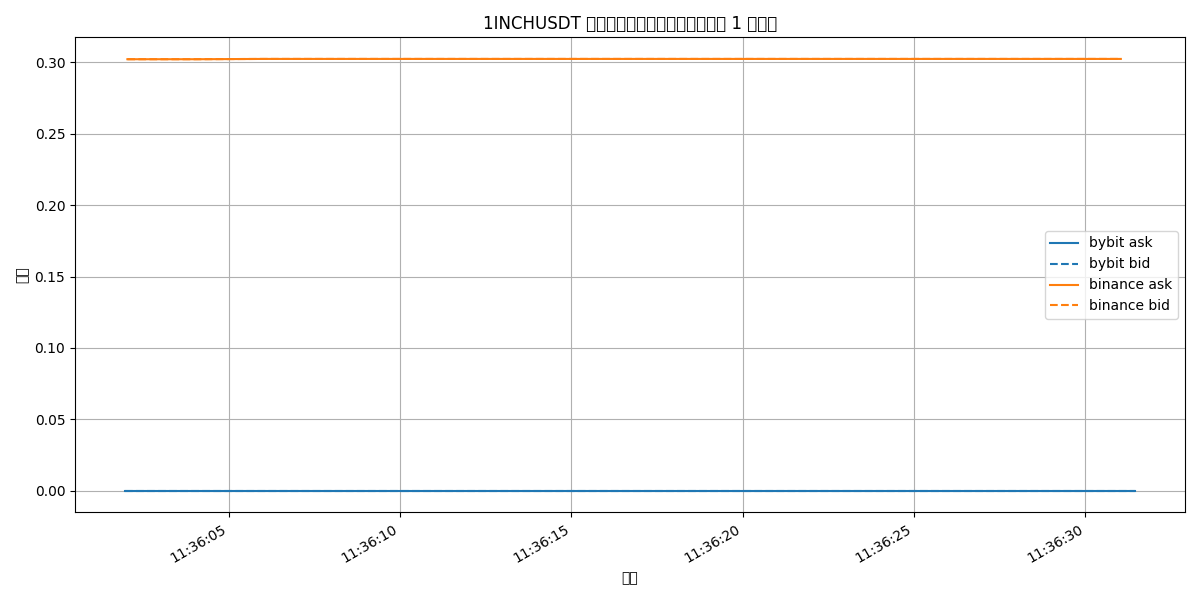 1INCHUSDT 1
0.30
0.25
0.20
0.15
0.10
0.05
0.00
bybit ask
bybit bid
binance ask
binance bid
11:36:05
11:36:10
11:36:15
11:36:20
11:36:25
11:36:30